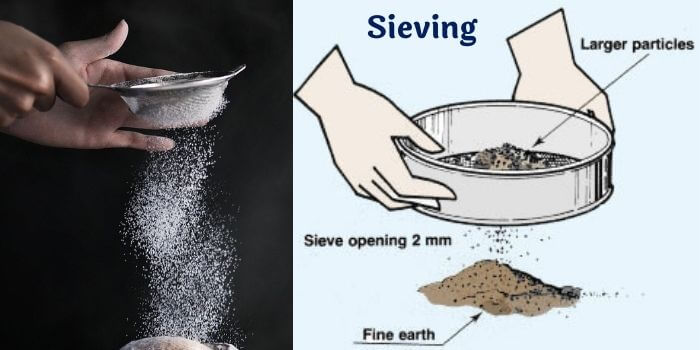 Sieving
Larger particles
Sieve opening 2 mm
Fine earth